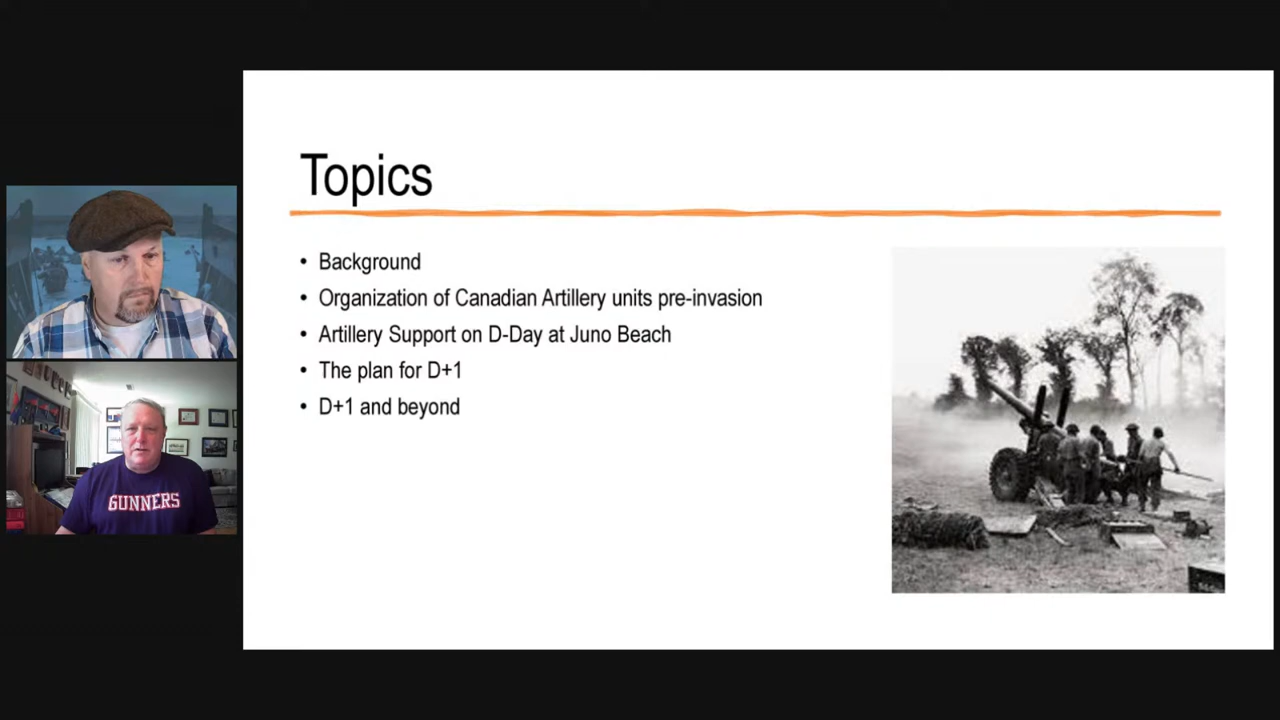 Topics
• Background
• Organization of Canadian Artillery units pre-invasion
• Artillery Support on D-Day at Juno Beach
• The plan for D+1
• D+1 and beyond
GUNNERS